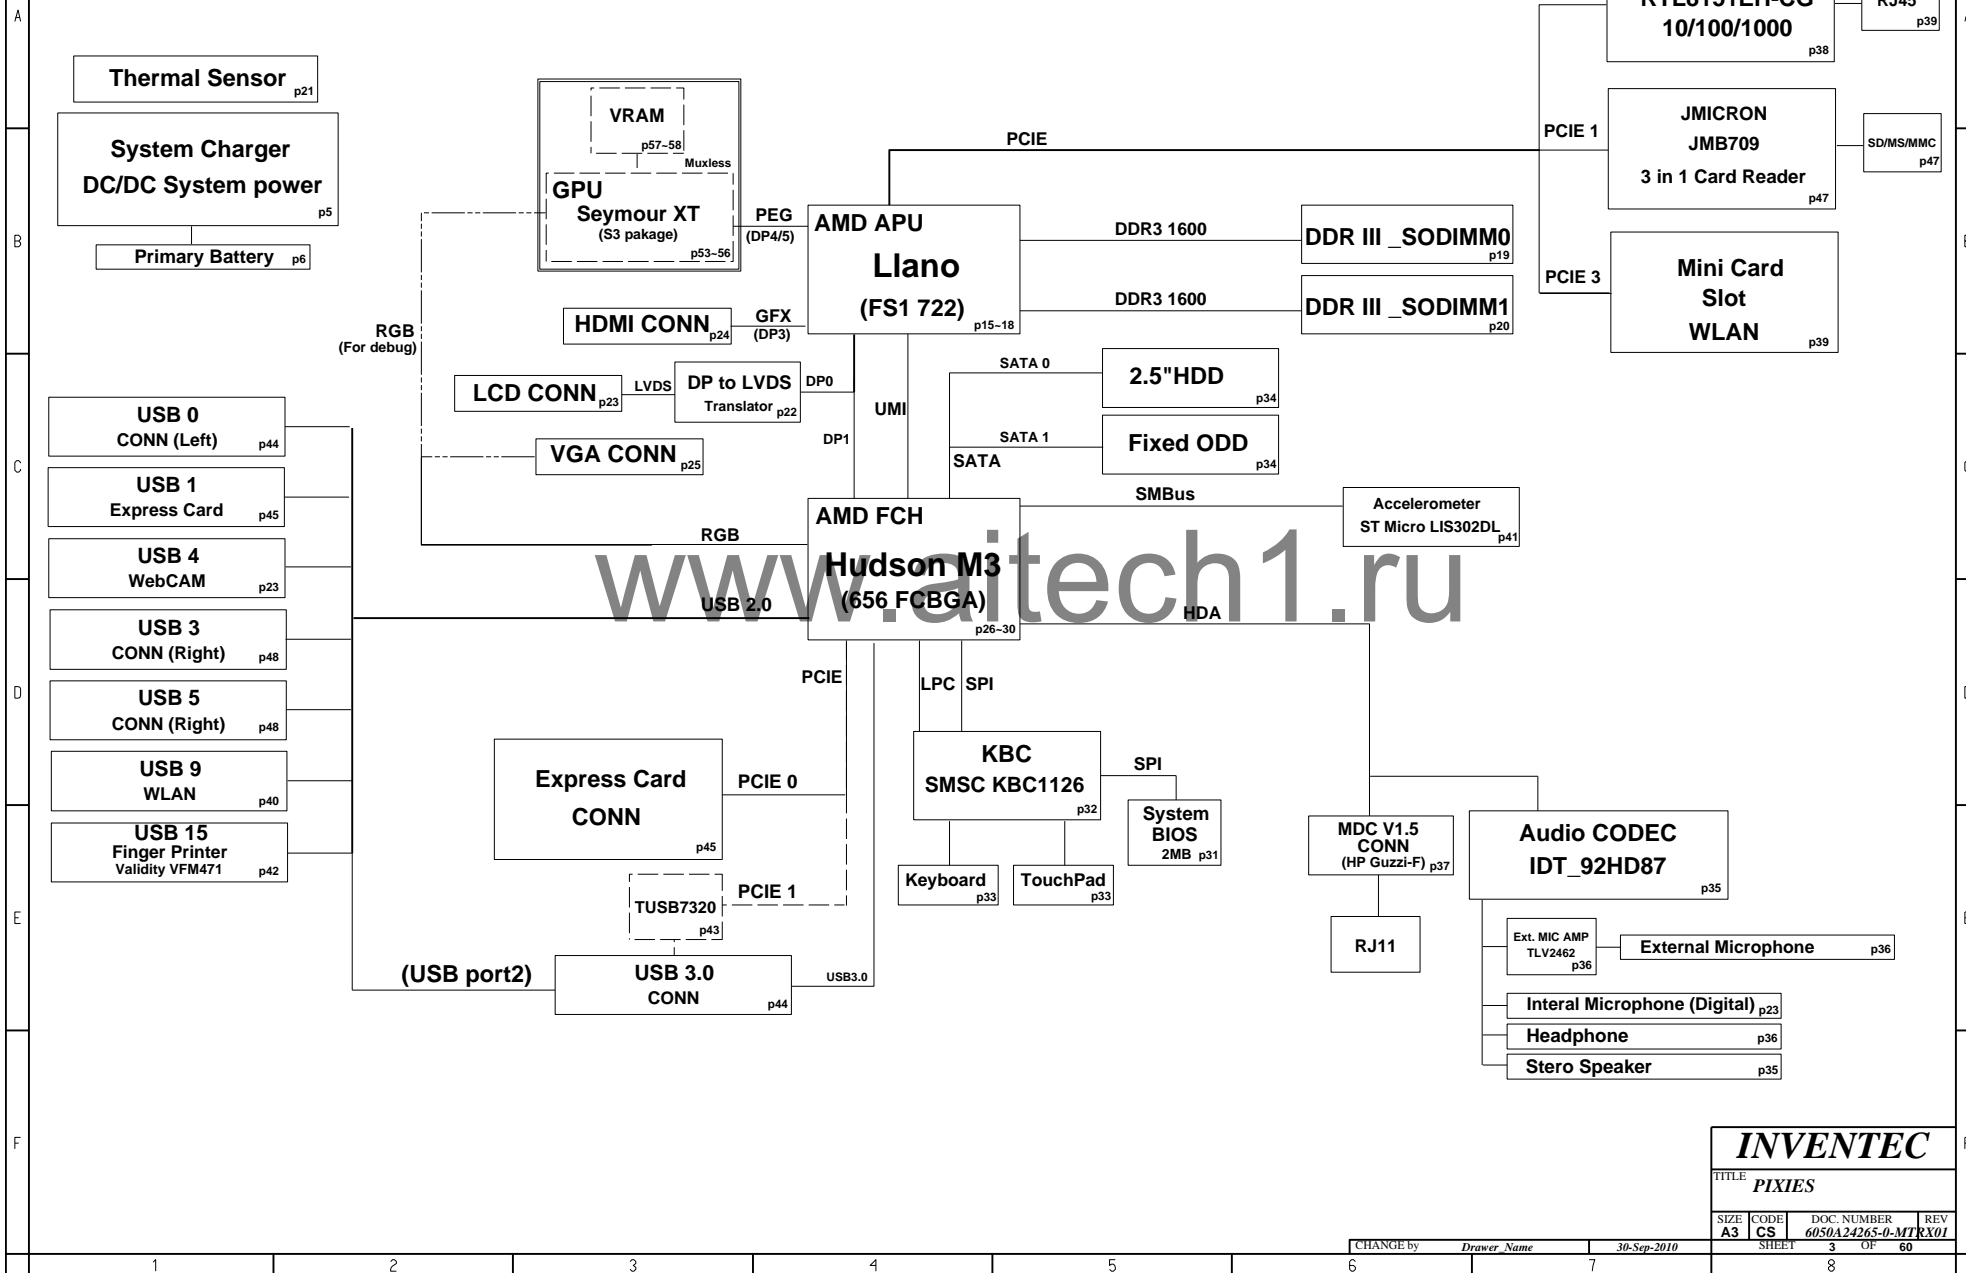 A
10/100/1000
p38
p39
Thermal Sensor p21
System Charger
DC/DC System power
p5
Primary Battery p6
VRAM
p57~58
Muxless
GPU
Seymour XT
(S3 pakage)
p53~56
PEG
(DP4/5)
AMD APU
Llano
(FS1 722)
p15~18
PCIE
PCIE 1
JMICRON
JMB709
3 in 1 Card Reader
p47
SD/MS/MMC
p47
B
DDR3 1600
DDR III _SODIMM0
p19
DDR3 1600
DDR III _SODIMM1
p20
PCIE 3
Mini Card
Slot
WLAN
p39
RGB
(For debug)
HDMI CONN p24
GFX
(DP3)
LCD CONN p23
LVDS
DP to LVDS
Translator p22
DP0
DP1
UMI
VGA CONN p25
SATA 0
2.5"HDD
p34
SATA 1
Fixed ODD
p34
SATA
C
USB 0
CONN (Left) p44
USB 1
Express Card p45
USB 4
WebCAM p23
USB 3
CONN (Right) p48
USB 5
CONN (Right) p48
USB 9
WLAN p40
USB 15
Finger Printer
Validity VFM471 p42
RGB
AMD FCH
Hudson M3
(656 FCBGA)
p26~30
USB 2.0
SMBus
Accelerometer
ST Micro LIS302DL p41
www.aitech1.ru
HDA
D
PCIE
LPC SPI
Express Card
CONN
p45
PCIE 0
KBC
SMSC KBC1126
p32
SPI
System
BIOS
2MB p31
Keyboard
p33
TouchPad
p33
PCIE 1
TUSB7320
p43
MDC V1.5
CONN
(HP Guzzi-F) p37
RJ11
Audio CODEC
IDT_92HD87
p35
E
(USB port2)
USB 3.0
CONN
p44
USB3.0
Ext. MIC AMP
TLV2462
p36
External Microphone p36
Interal Microphone (Digital) p23
Headphone p36
Stero Speaker p35
F
INVENTEC
TITLE PIXIES
SIZE CODE DOC. NUMBER REV
A3 CS 6050A24265-0-MTRX01
CHANGE by Drawer_Name 30-Sep-2010 SHEET 3 OF 60
1 2 3 4 5 6 7 8